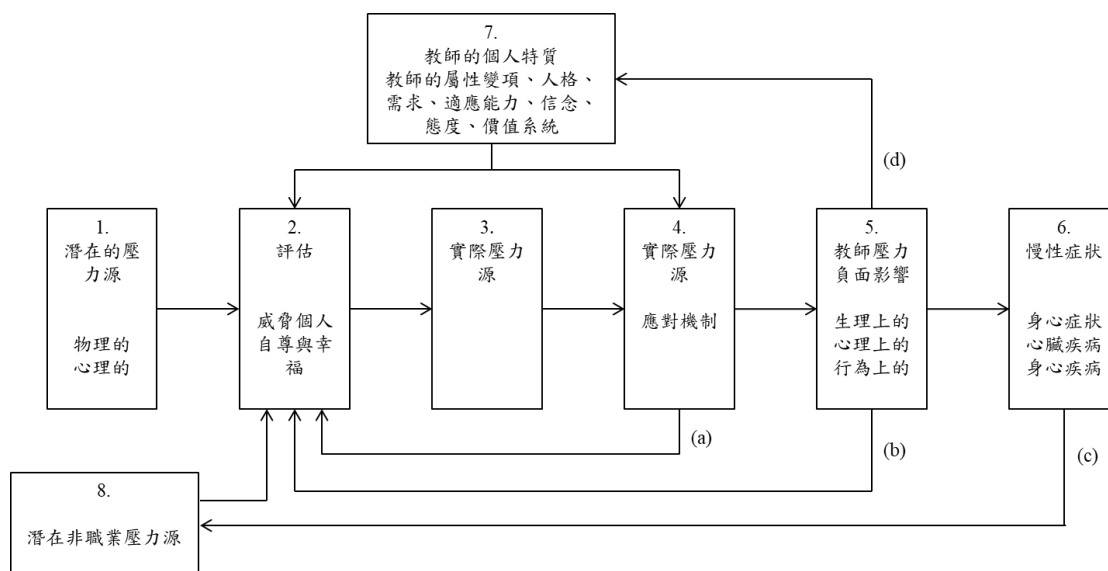 7.
教師的個人特質
教師的屬性變項、人格、
需求、適應能力、信念、
態度、價值系統
(d)
1.
潛在的壓
力源
物理的
心理的
2.
評估
威脅個人
自尊與幸
福
3.
實際壓力
源
4.
實際壓力
源
應對機制
5.
教師壓力
負面影響
生理上的
心理上的
行為上的
6.
慢性症狀
身心症狀
心臟疾病
身心疾病
(a)
(b)
(c)
8.
潛在非職業壓力源